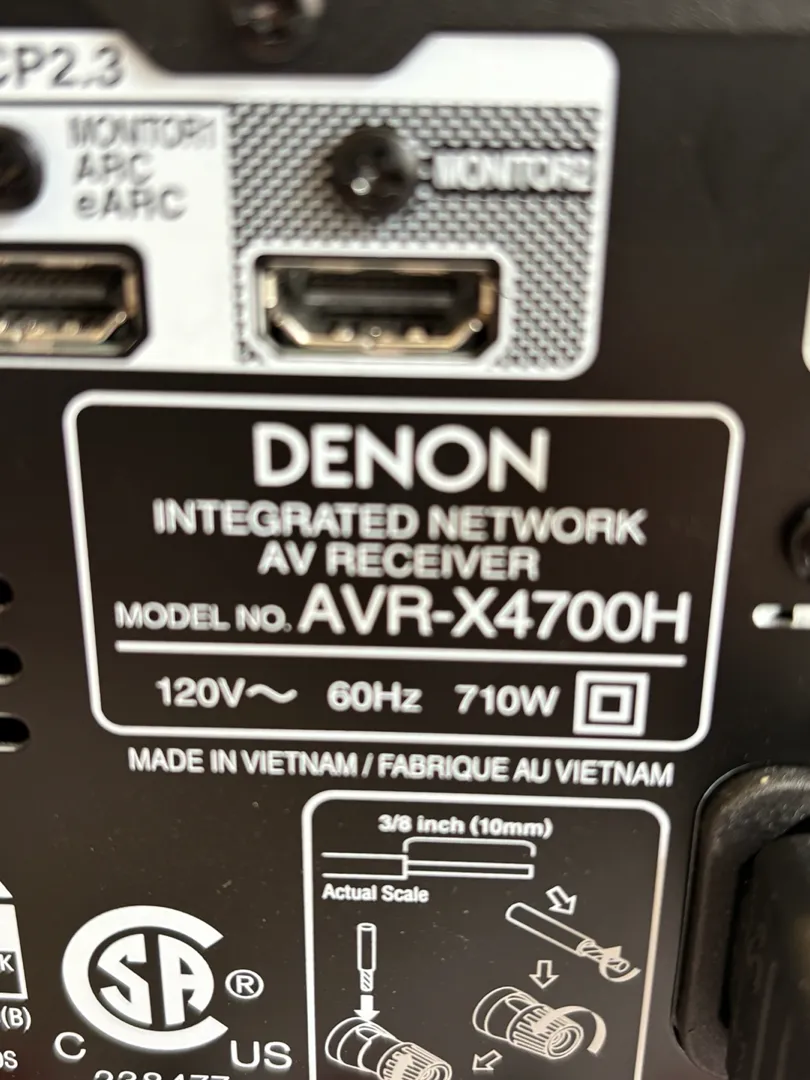 CP2.3
MONITOR1
ARC
eARC
MONITOR2
DENON
INTEGRATED NETWORK
AV RECEIVER
MODEL NO. AVR-X4700H
120V～ 60Hz 710W
MADE IN VIETNAM / FABRIQUE AU VIETNAM
3/8 inch (10mm)
Actual Scale
K
(B)
SA ®
C US